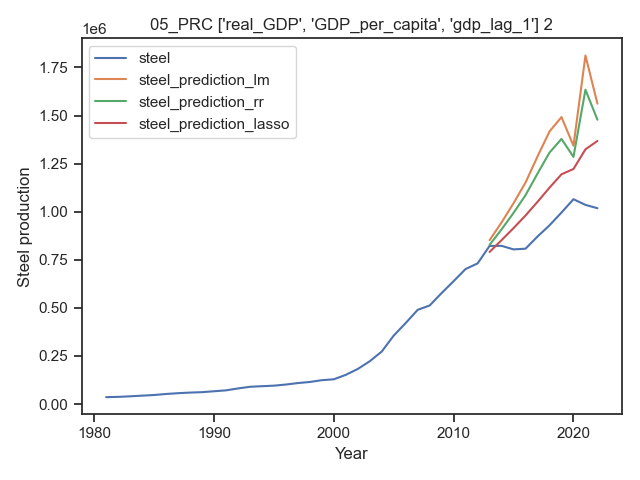 05_PRC ['real_GDP', 'GDP_per_capita', 'gdp_lag_1'] 2
1e6
steel
steel_prediction_lm
steel_prediction_rr
steel_prediction_lasso
1.75
1.50
1.25
1.00
0.75
0.50
0.25
0.00
Steel production
1980
1990
2000
2010
2020
Year